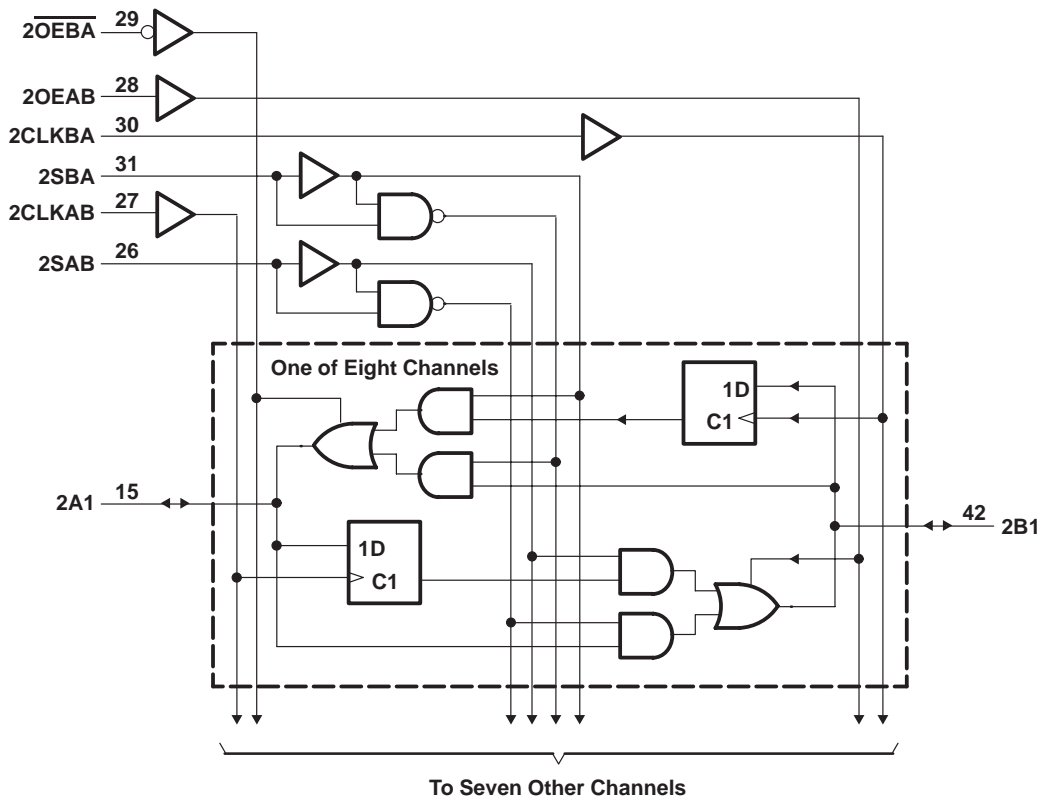 2O̅E̅B̅A̅ 29
2OEAB 28
2CLKBA 30
2SBA 31
2CLKAB 27
2SAB 26
One of Eight Channels
1D
C1
2A1 15
42 2B1
1D
C1
To Seven Other Channels